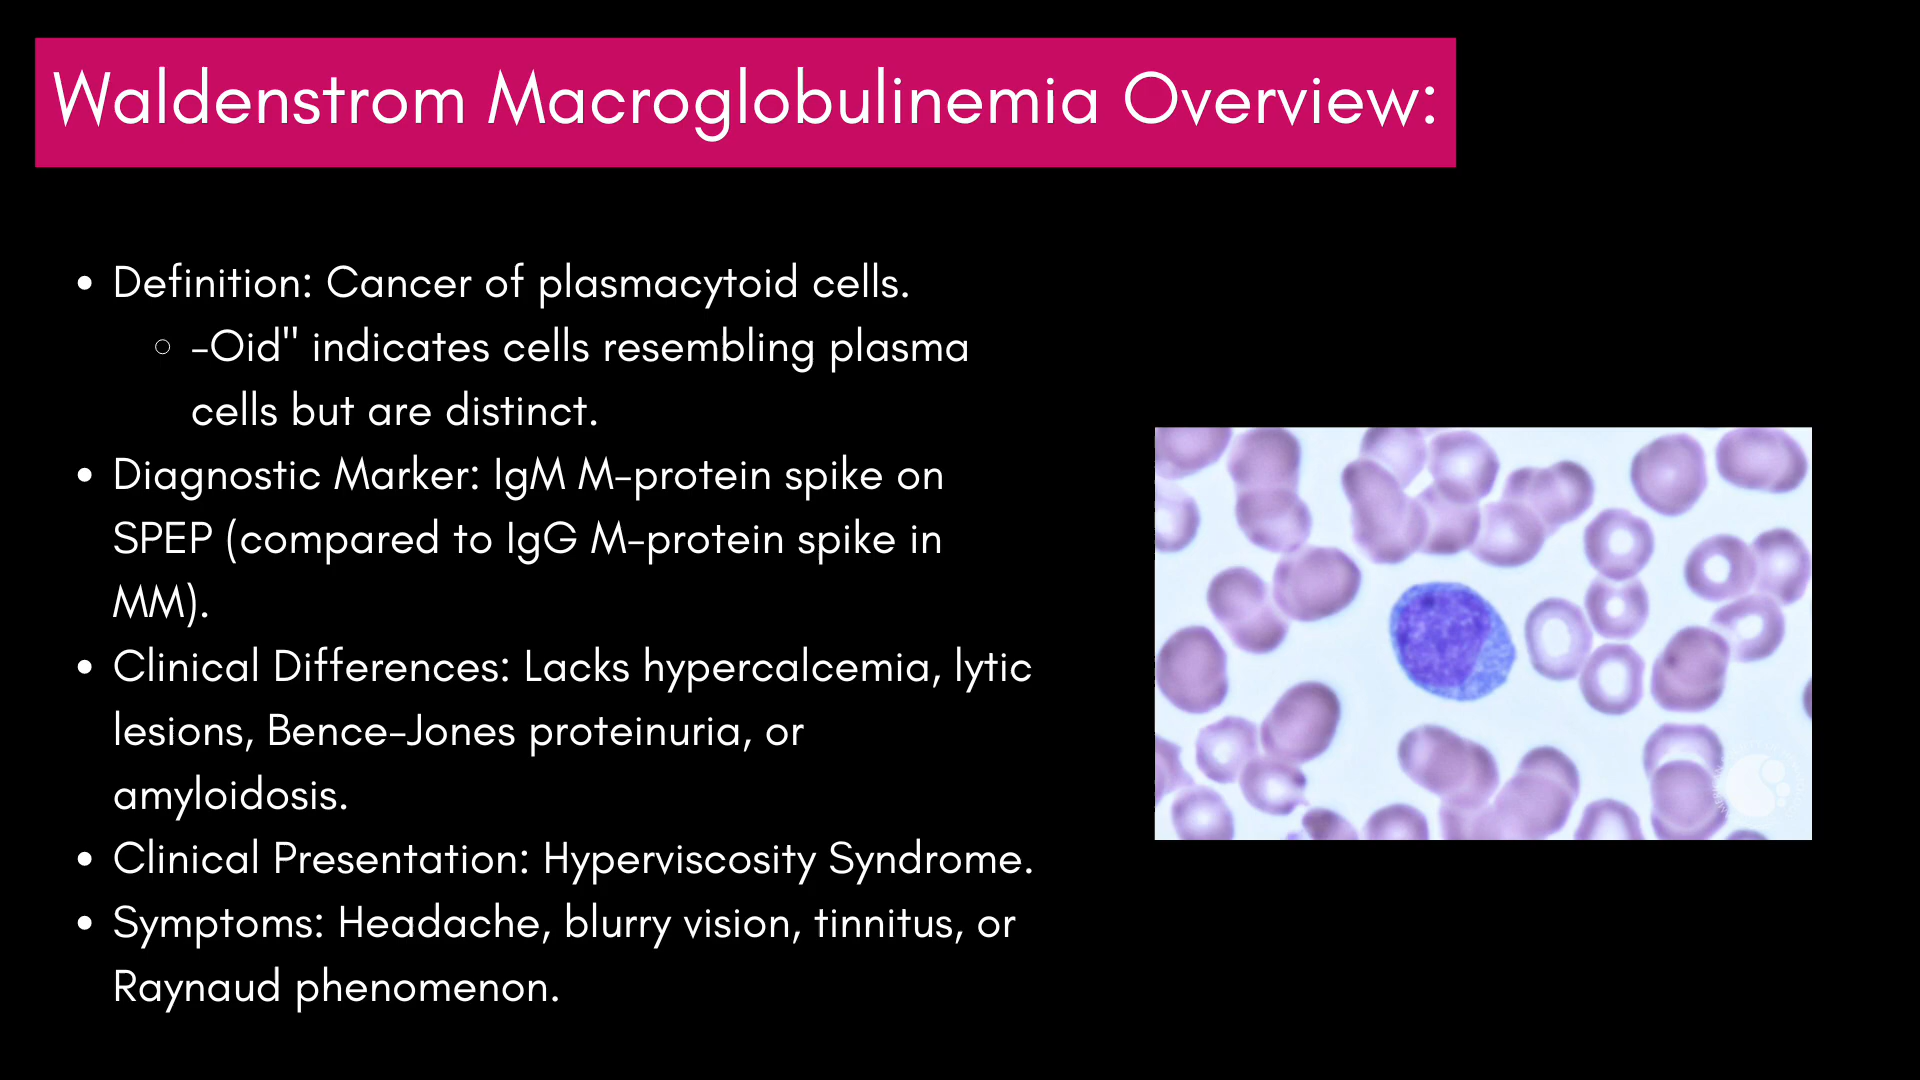 Waldenstrom Macroglobulinemia Overview:
• Definition: Cancer of plasmacytoid cells.
◦ -Oid" indicates cells resembling plasma
cells but are distinct.
• Diagnostic Marker: IgM M-protein spike on
SPEP (compared to IgG M-protein spike in
MM).
• Clinical Differences: Lacks hypercalcemia, lytic
lesions, Bence-Jones proteinuria, or
amyloidosis.
• Clinical Presentation: Hyperviscosity Syndrome.
• Symptoms: Headache, blurry vision, tinnitus, or
Raynaud phenomenon.